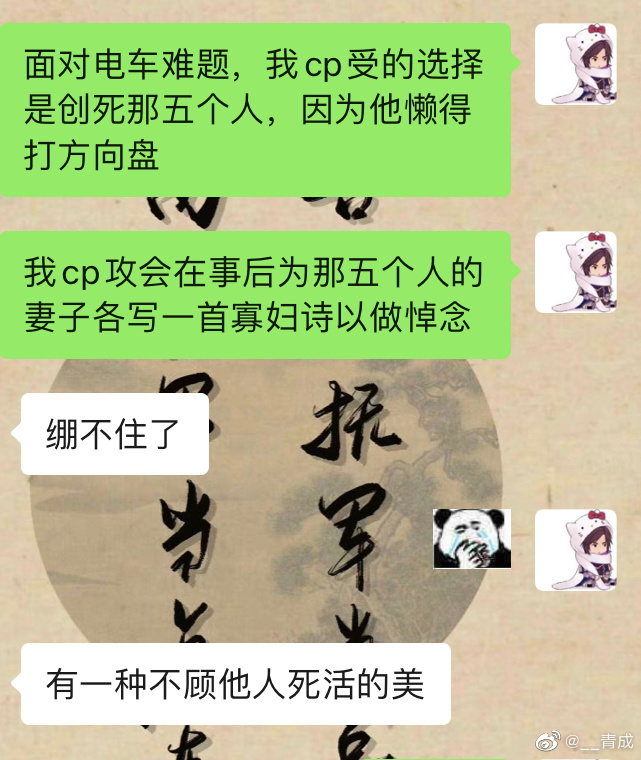 面对电车难题，我cp受的选择
是创死那五个人，因为他懒得
打方向盘
我cp攻会在事后为那五个人的
妻子各写一首寡妇诗以做悼念
绷不住了
有一种不顾他人死活的美
@__青成